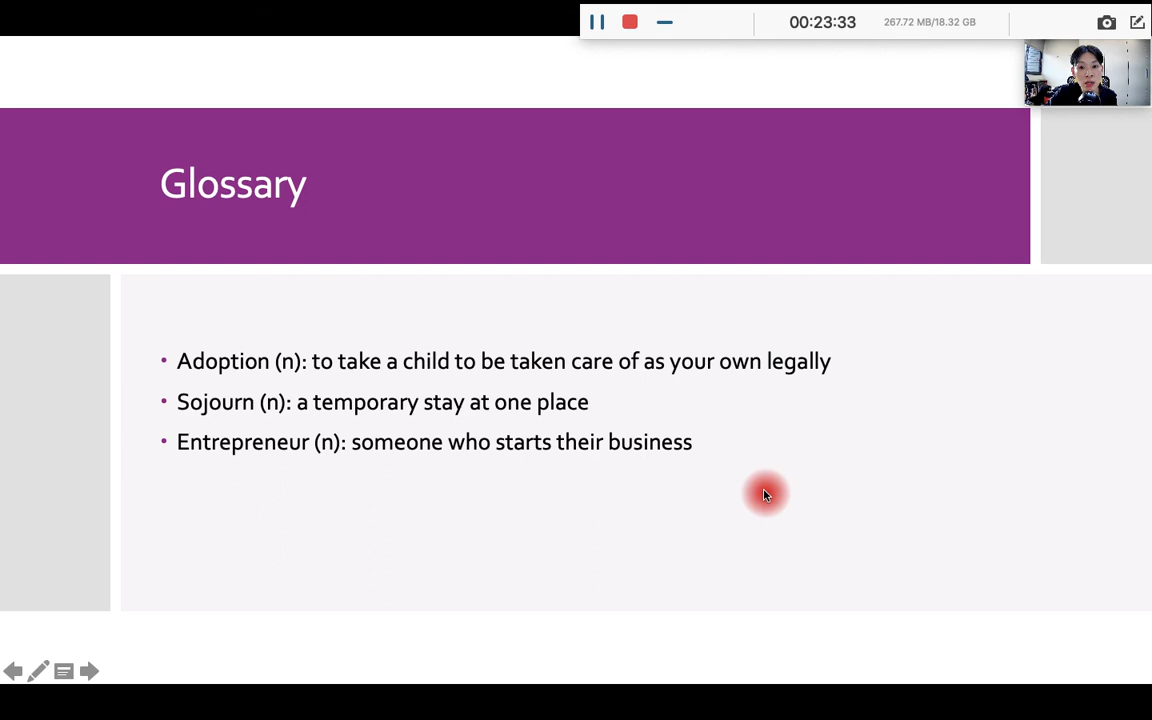 00:23:33
267.72 MB/18.32 GB
Glossary
• Adoption (n): to take a child to be taken care of as your own legally
• Sojourn (n): a temporary stay at one place
• Entrepreneur (n): someone who starts their business